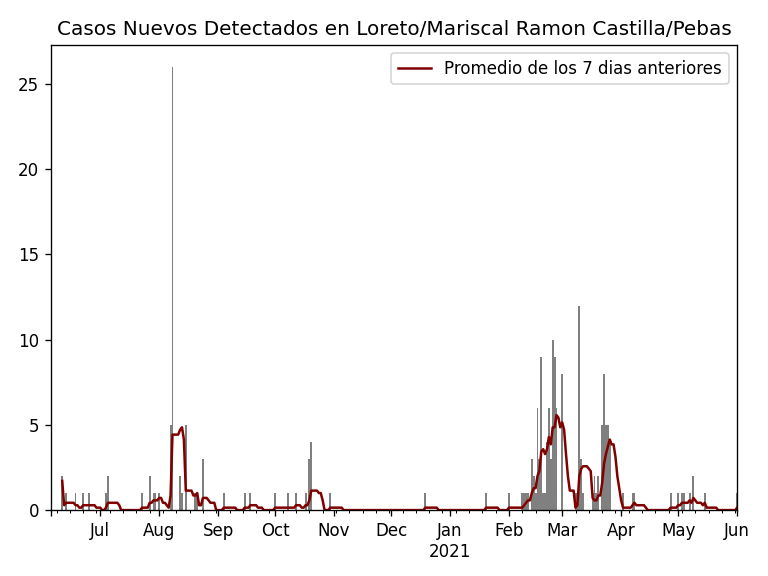 Casos Nuevos Detectados en Loreto/Mariscal Ramon Castilla/Pebas
Promedio de los 7 dias anteriores
25
20
15
10
5
0
Jul Aug Sep Oct Nov Dec Jan Feb Mar Apr May Jun
2021